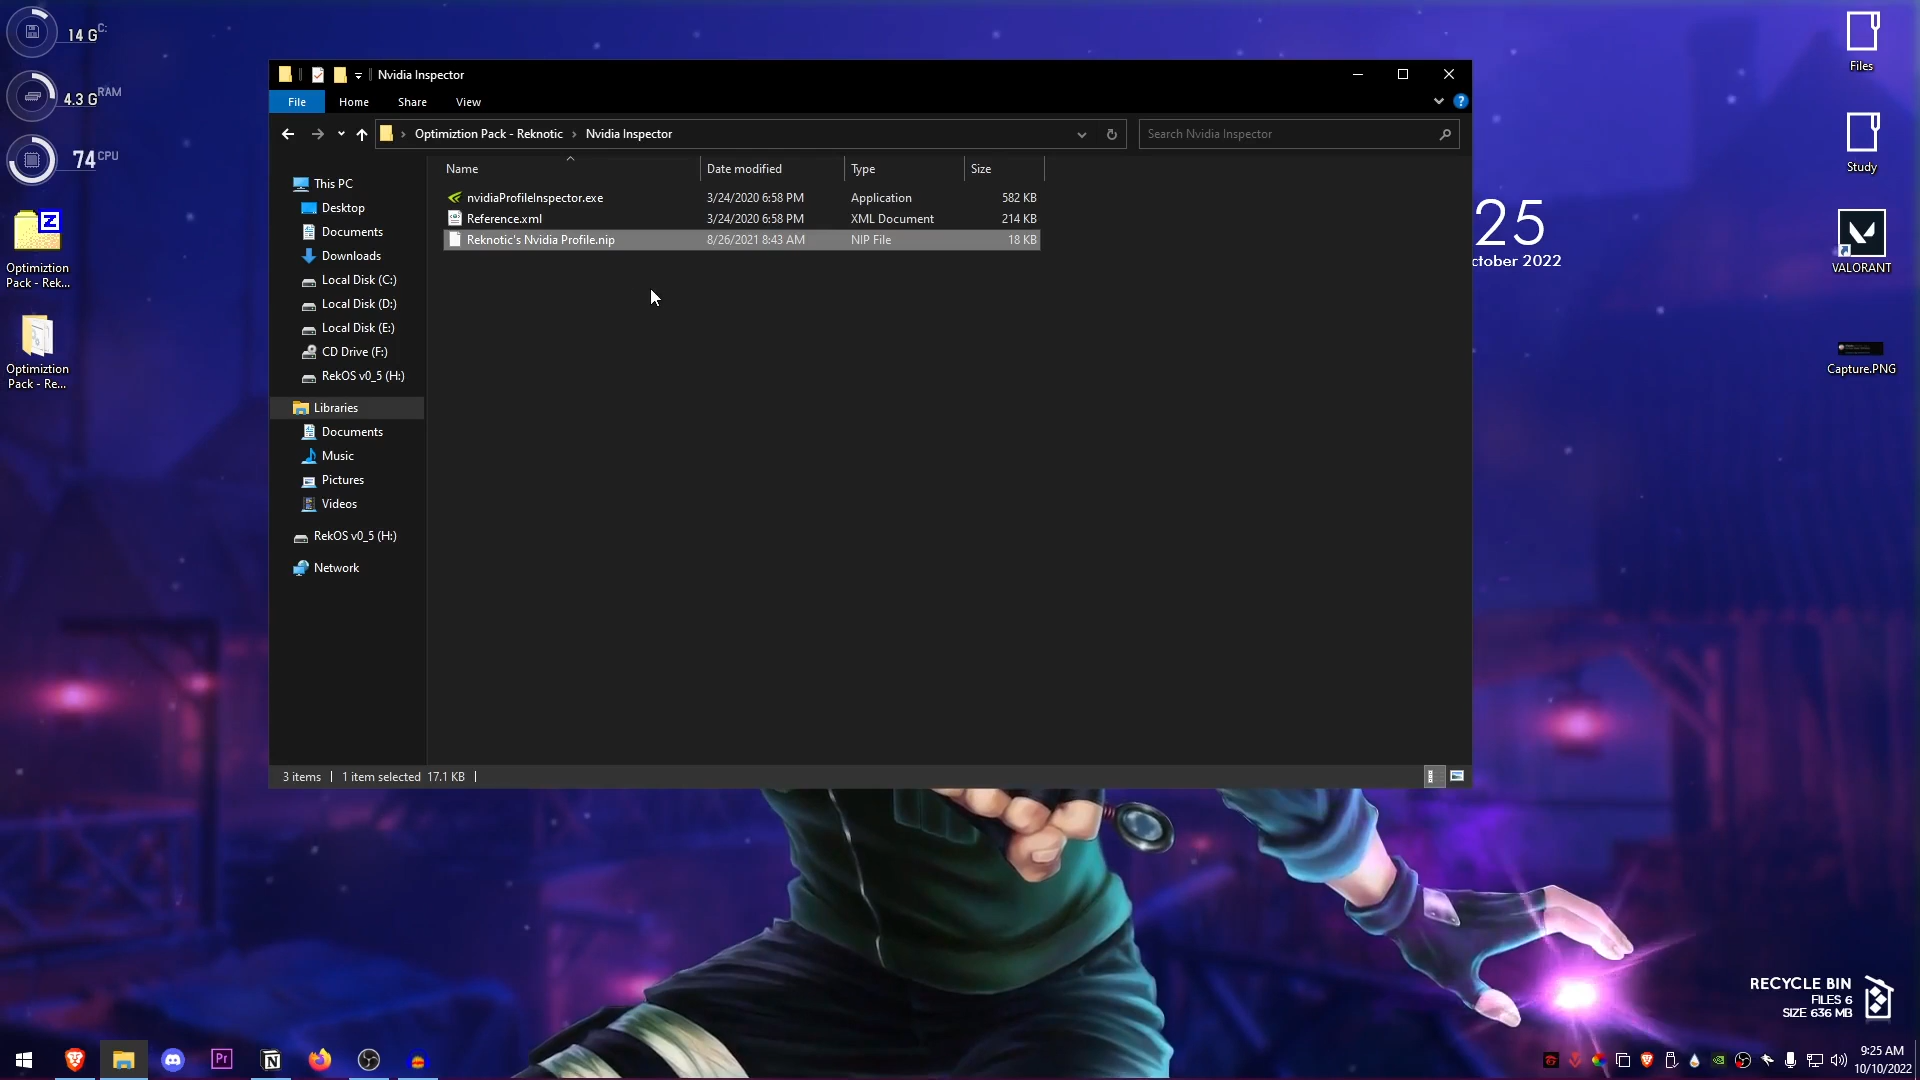 14 G C:
4.3 G RAM
74 CPU
Optimiztion
Pack - Rek...
Optimiztion
Pack - Re...
Nvidia Inspector
File Home Share View
Optimiztion Pack - Reknotic > Nvidia Inspector
Search Nvidia Inspector
Name Date modified Type Size
nvidiaProfileInspector.exe 3/24/2020 6:58 PM Application 582 KB
Reference.xml 3/24/2020 6:58 PM XML Document 214 KB
Reknotic's Nvidia Profile.nip 8/26/2021 8:43 AM NIP File 18 KB
This PC
Desktop
Documents
Downloads
Local Disk (C:)
Local Disk (D:)
Local Disk (E:)
CD Drive (F:)
RekOS v0_5 (H:)
Libraries
Documents
Music
Pictures
Videos
RekOS v0_5 (H:)
Network
3 items 1 item selected 17.1 KB
25
ctober 2022
Files
Study
VALORANT
Capture.PNG
RECYCLE BIN
FILES 6
SIZE 636 MB
Pr
9:25 AM
10/10/2022